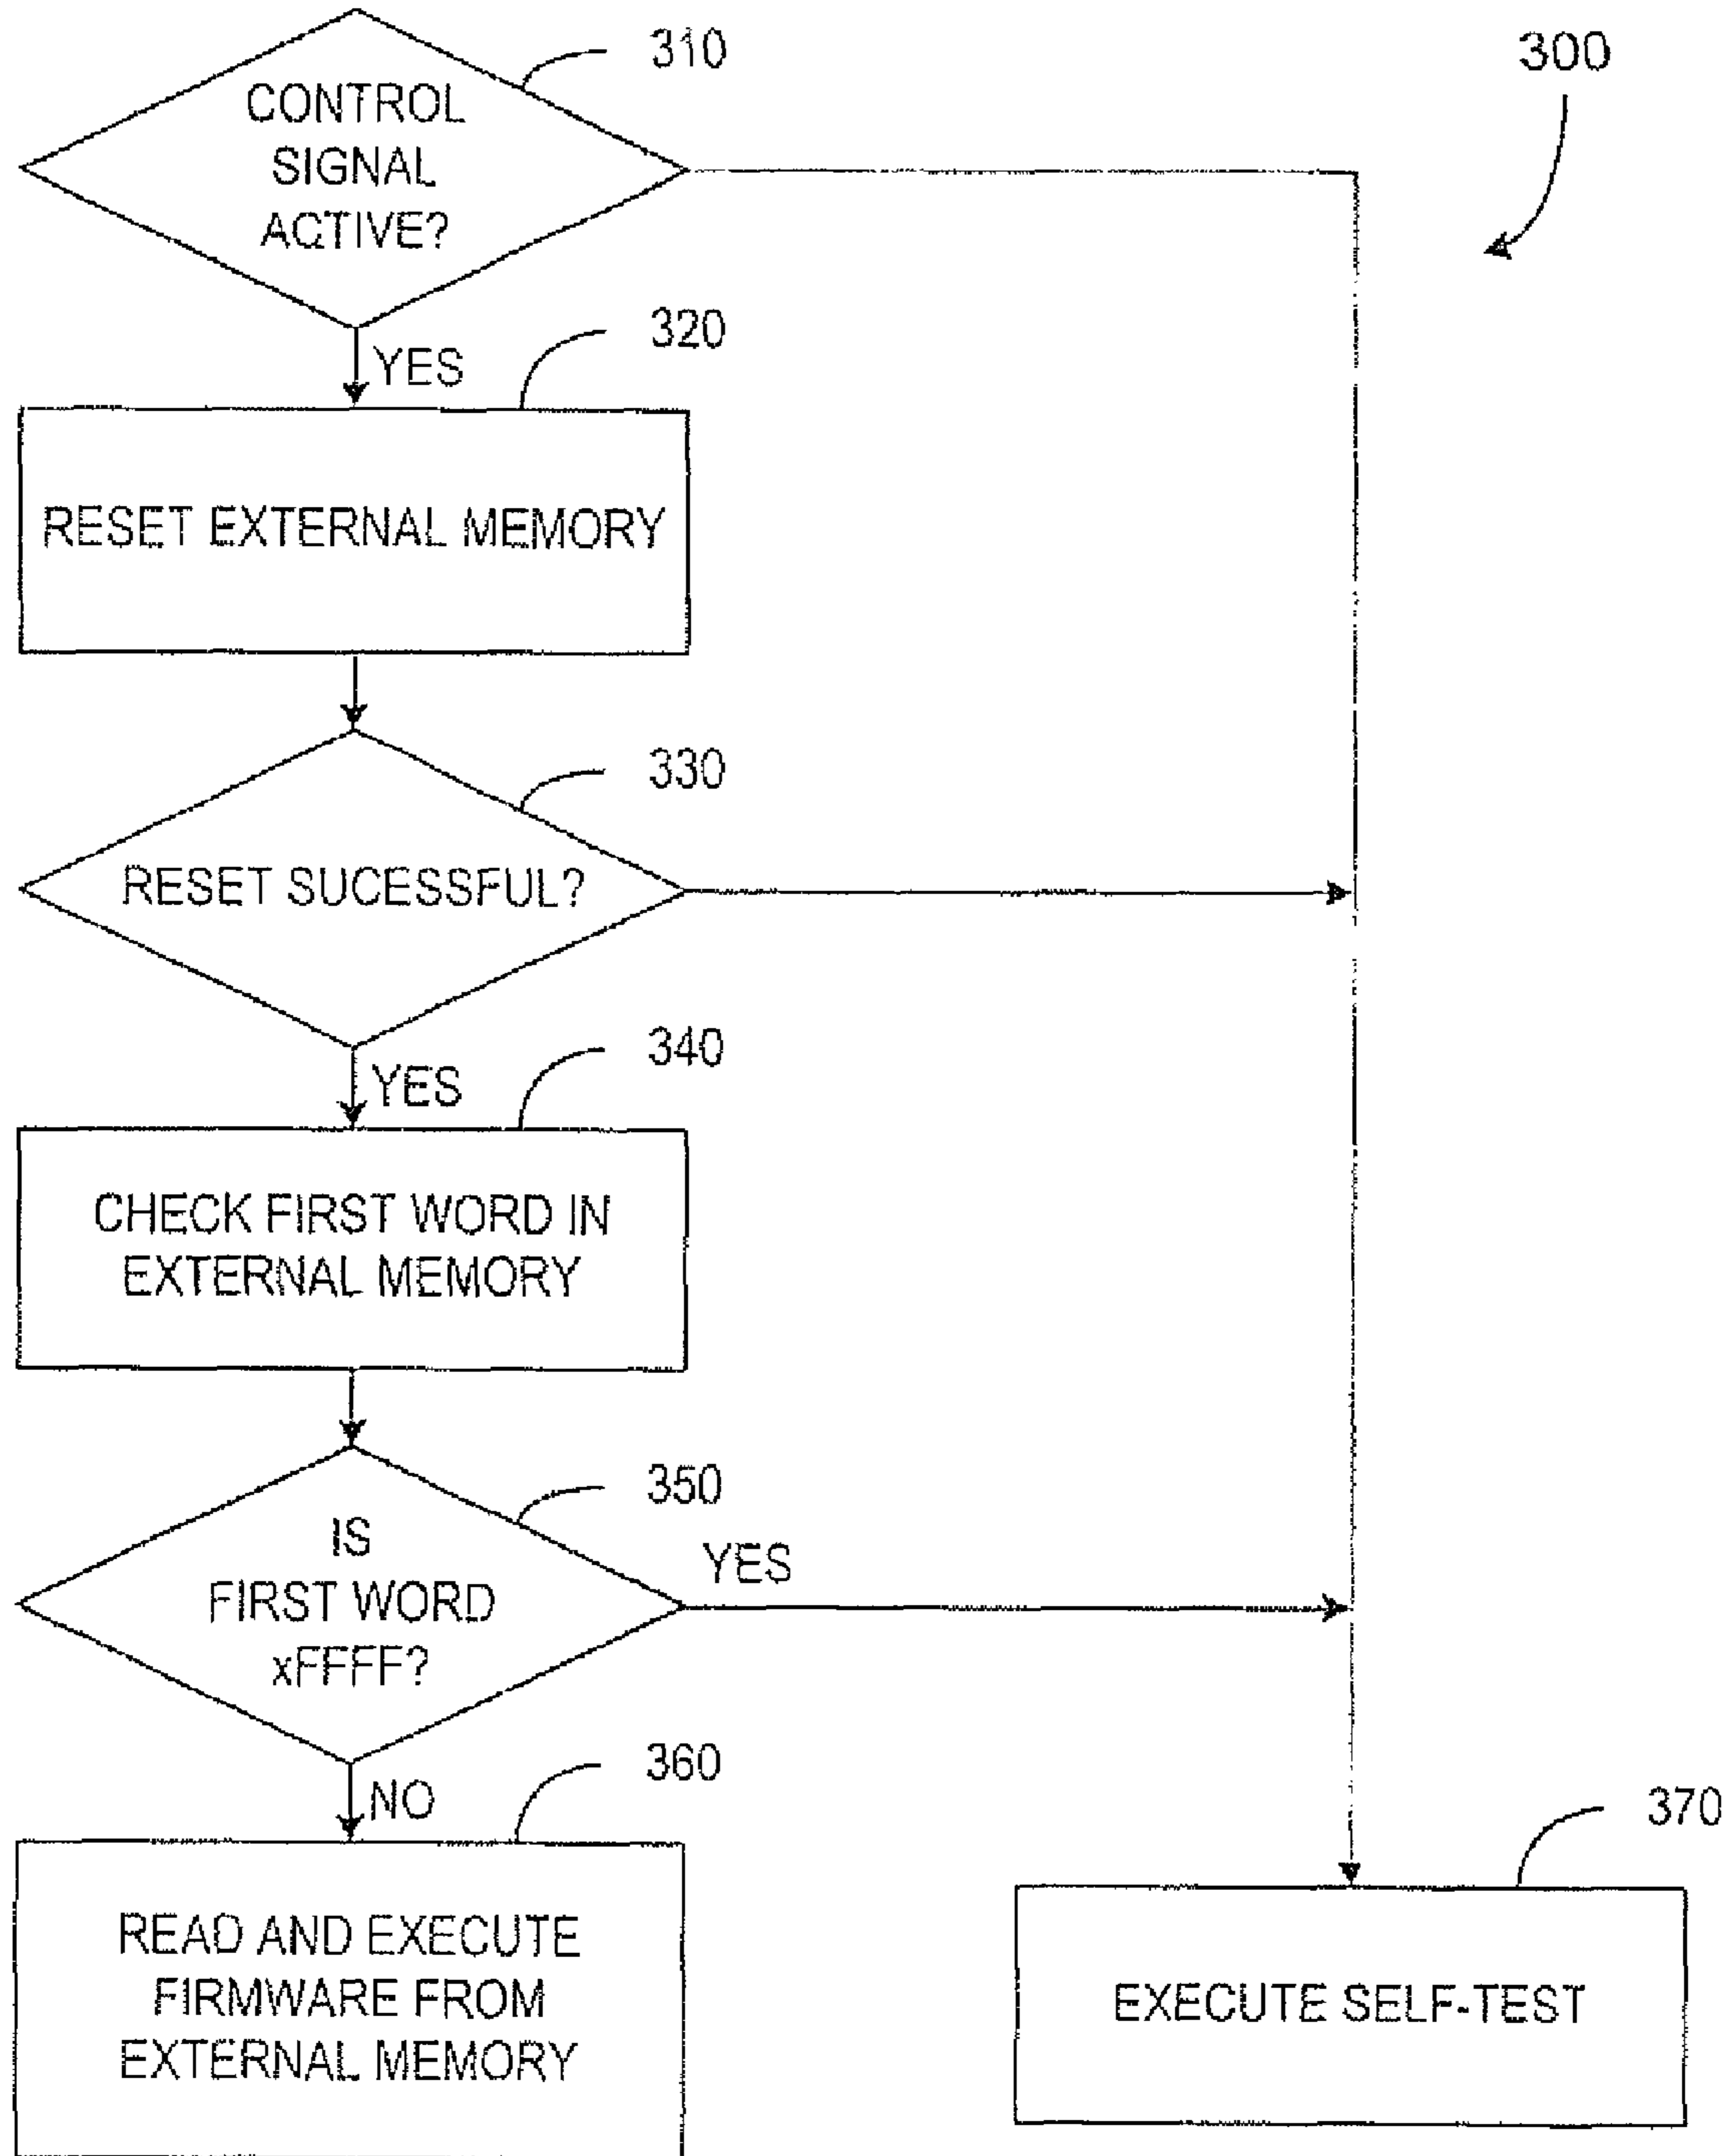 310
300
CONTROL
SIGNAL
ACTIVE?
YES
320
RESET EXTERNAL MEMORY
330
RESET SUCESSFUL?
YES
340
CHECK FIRST WORD IN
EXTERNAL MEMORY
350
IS
FIRST WORD
xFFFF?
YES
NO
360
READ AND EXECUTE
FIRMWARE FROM
EXTERNAL MEMORY
370
EXECUTE SELF-TEST